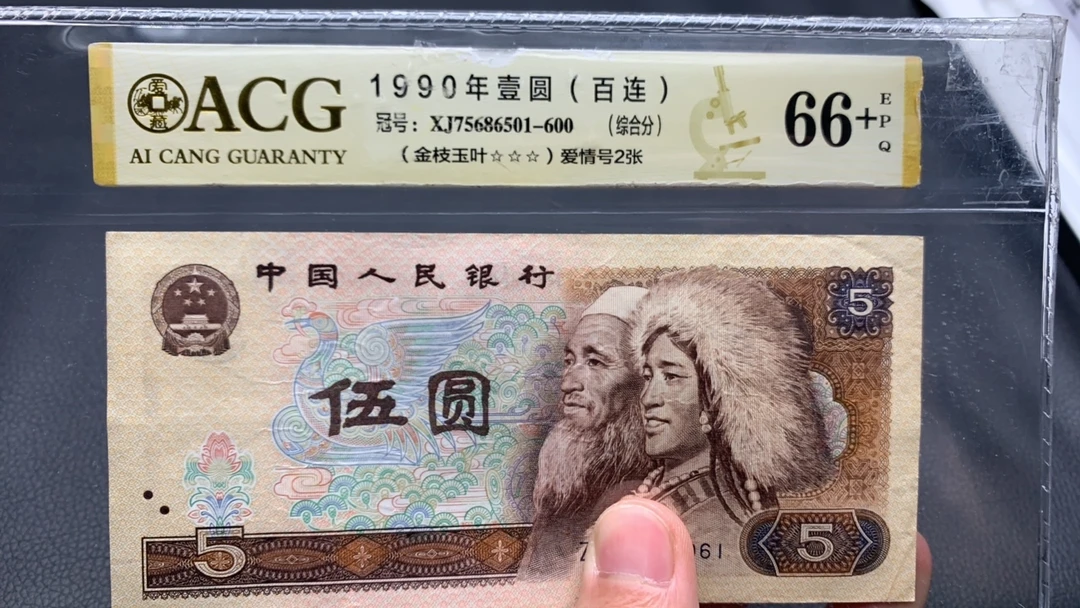 ACG
AI CANG GUARANTY
1990年壹圆（百连）
冠号：XJ75686501-600 （综合分）
（金枝玉叶☆☆☆）爱情号2张
66+
EPQ
中国人民银行
5
伍圆
5
5
061